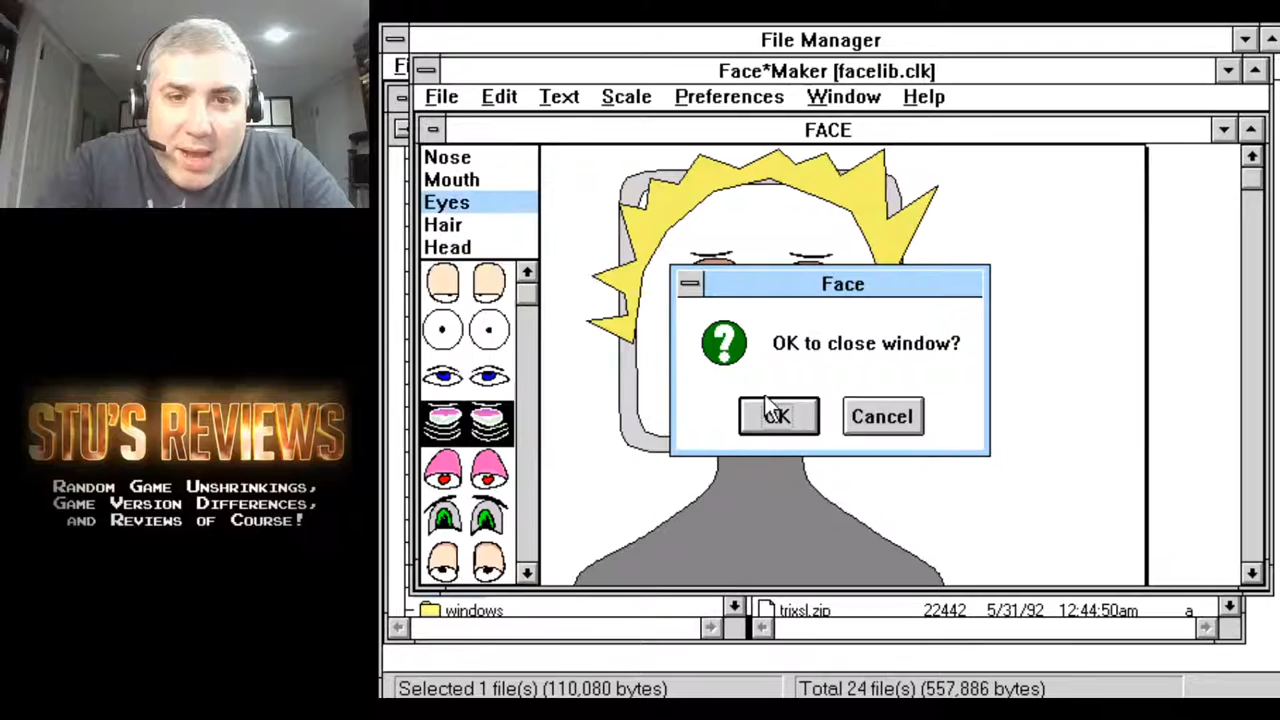 File Manager
Face*Maker [facelib.clk]
File Edit Text Scale Preferences Window Help
FACE
Nose
Mouth
Eyes
Hair
Head
Face
?
OK to close window?
OK Cancel
STU'S REVIEWS
RANDOM GAME UNSHRINKINGS,
GAME VERSION DIFFERENCES,
AND REVIEWS OF COURSE!
windows
trixsl.zip 22442 5/31/92 12:44:50am a
Selected 1 file(s) (110,080 bytes)
Total 24 file(s) (557,886 bytes)